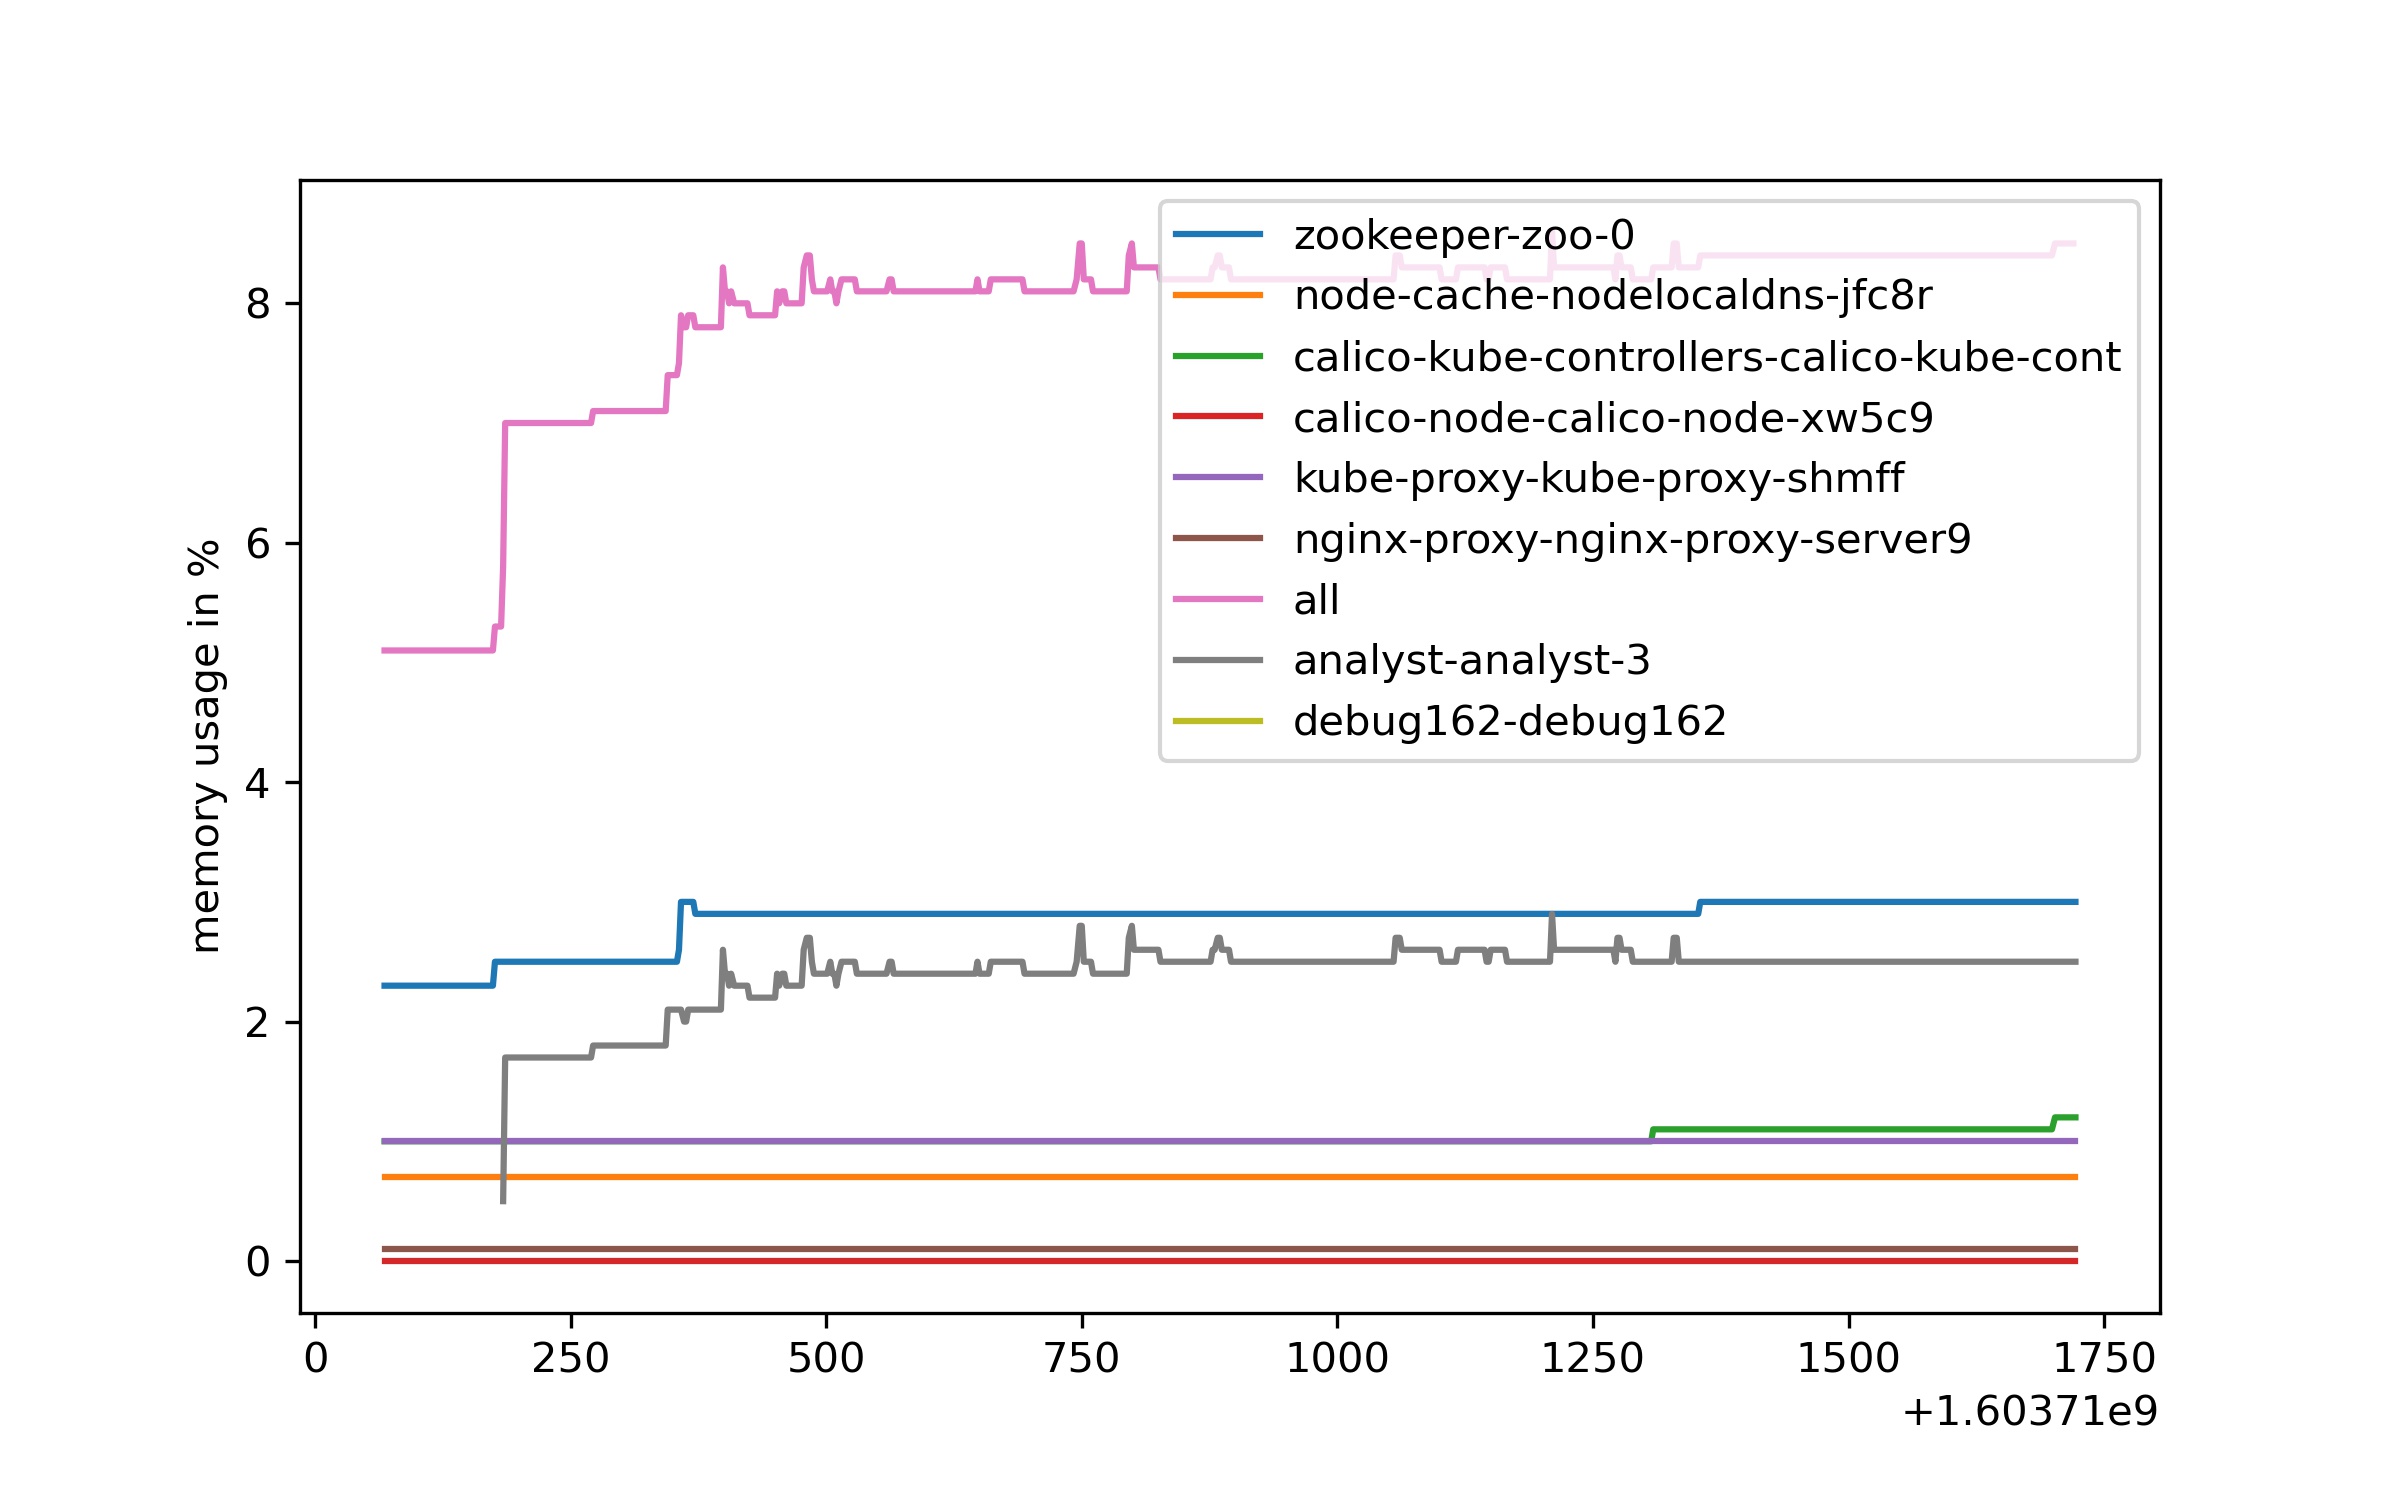 zookeeper-zoo-0
node-cache-nodelocaldns-jfc8r
calico-kube-controllers-calico-kube-cont
calico-node-calico-node-xw5c9
kube-proxy-kube-proxy-shmff
nginx-proxy-nginx-proxy-server9
all
analyst-analyst-3
debug162-debug162
memory usage in %
8
6
4
2
0
0 250 500 750 1000 1250 1500 1750
+1.60371e9